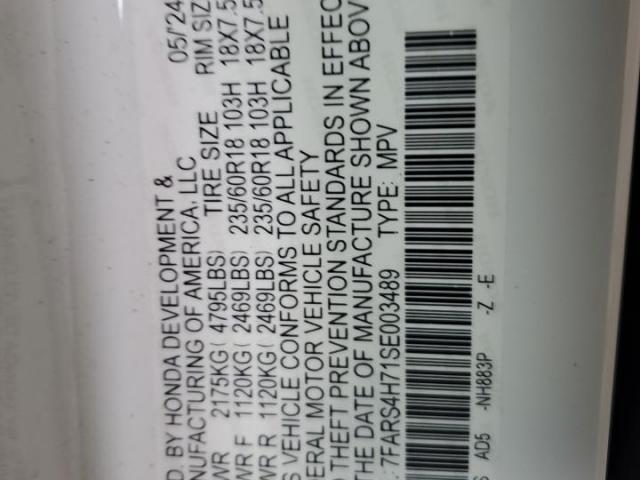 D. BY HONDA DEVELOPMENT &
NUFACTURING OF AMERICA, LLC 05/'24
WR 2175KG( 4795LBS) TIRE SIZE RIM SIZ
WR F 1120KG( 2469LBS) 235/60R18 103H 18X7.5
WR R 1120KG( 2469LBS) 235/60R18 103H 18X7.5
S VEHICLE CONFORMS TO ALL APPLICABLE
ERAL MOTOR VEHICLE SAFETY
THEFT PREVENTION STANDARDS IN EFFEC
THE DATE OF MANUFACTURE SHOWN ABOV
.: 7FARS4H71SE003489 TYPE: MPV
S AD5 -NH883P -Z -E